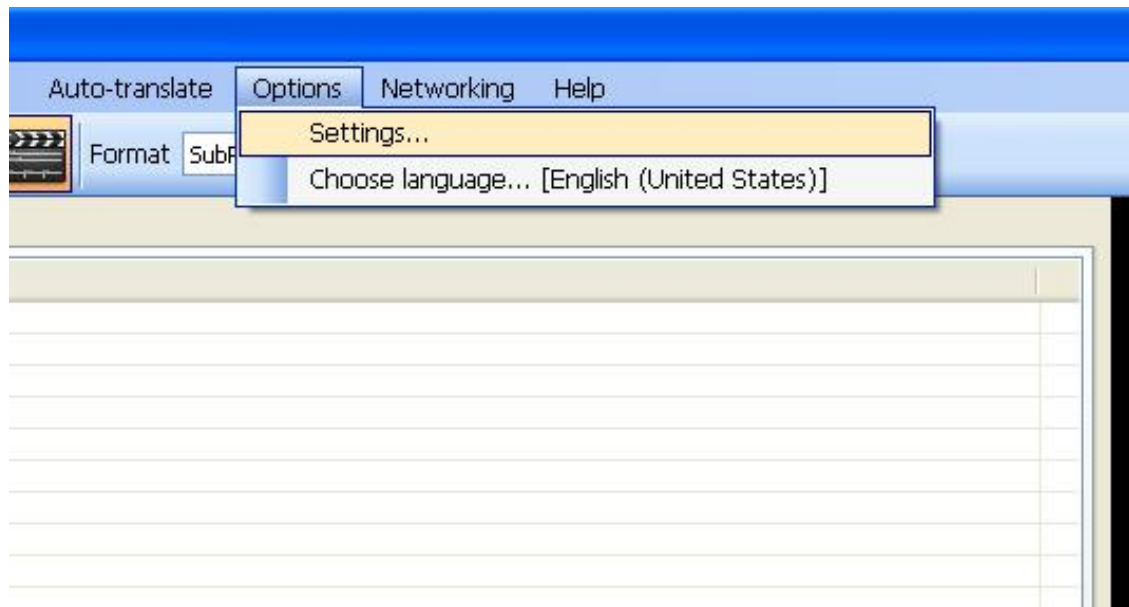 Auto-translate Options Networking Help
Settings...
Format
Choose language... [English (United States)]